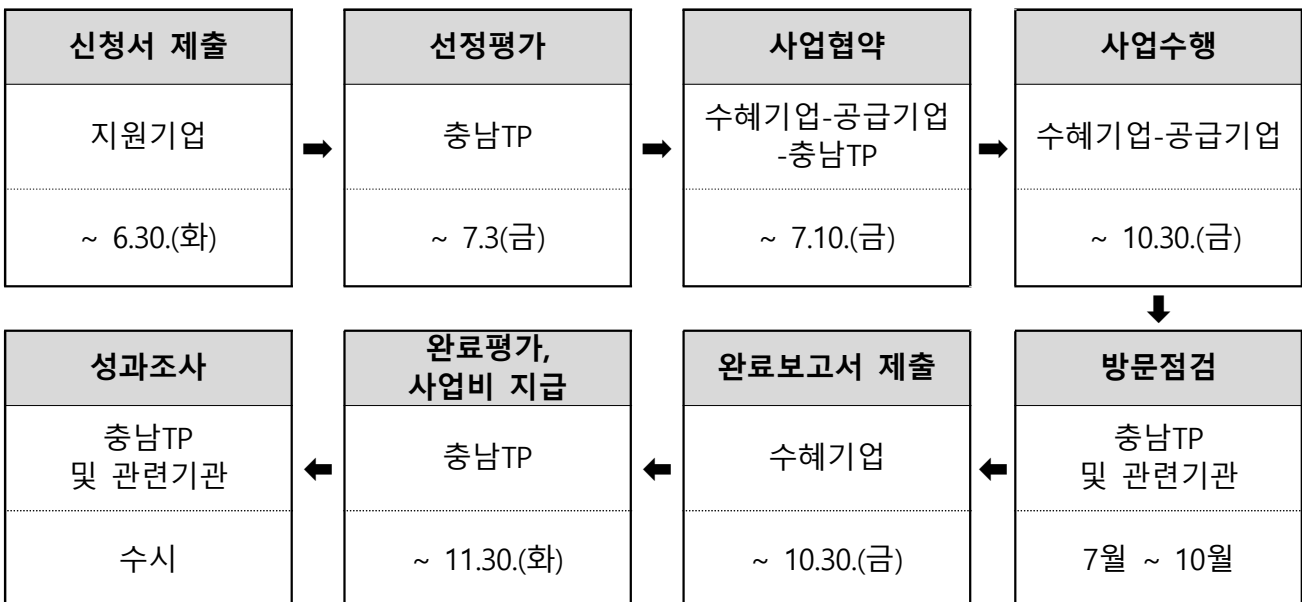 신청서 제출
지원기업
~ 6.30.(화)
선정평가
충남TP
~ 7.3(금)
사업협약
수혜기업-공급기업
-충남TP
~ 7.10.(금)
사업수행
수혜기업-공급기업
~ 10.30.(금)
방문점검
충남TP
및 관련기관
7월 ~ 10월
완료보고서 제출
수혜기업
~ 10.30.(금)
완료평가,
사업비 지급
충남TP
~ 11.30.(화)
성과조사
충남TP
및 관련기관
수시